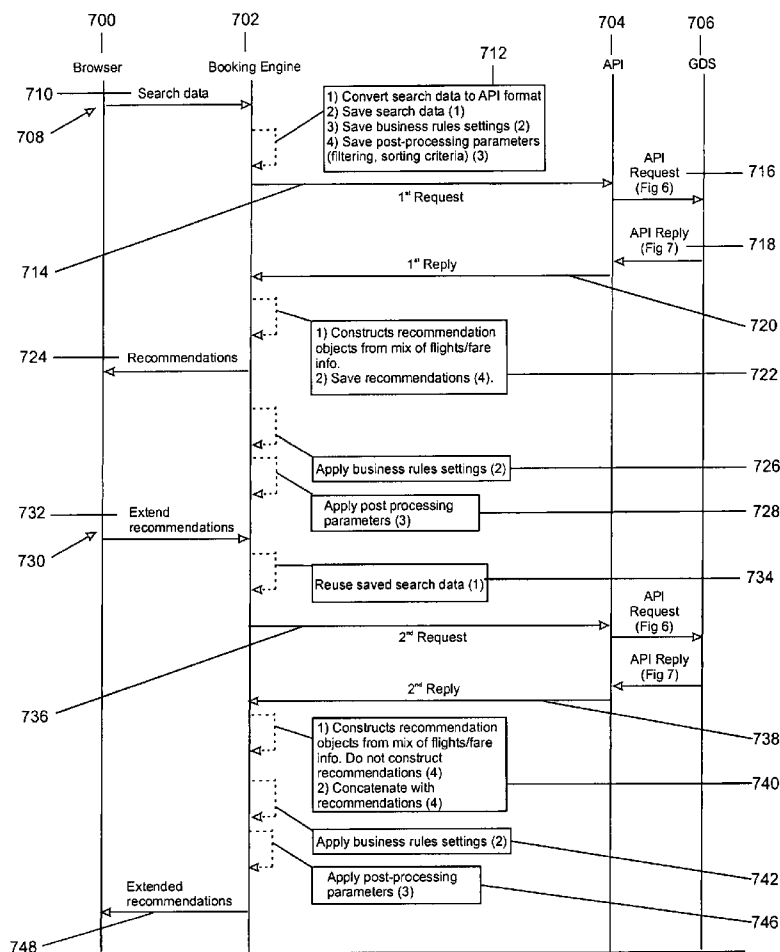 700
702
704
706
712
Browser
Booking Engine
API
GDS
710
Search data
708
1) Convert search data to API format
2) Save search data (1)
3) Save business rules settings (2)
4) Save post-processing parameters
(filtering, sorting criteria) (3)
API
Request
(Fig 6)
716
1st Request
714
API Reply
(Fig 7)
718
1st Reply
720
1) Constructs recommendation
objects from mix of flights/fare
info.
2) Save recommendations (4).
722
724
Recommendations
Apply business rules settings (2)
726
Apply post processing
parameters (3)
728
732
Extend
recommendations
730
Reuse saved search data (1)
734
API
Request
(Fig 6)
2nd Request
736
API Reply
(Fig 7)
2nd Reply
738
1) Constructs recommendation
objects from mix of flights/fare
info. Do not construct
recommendations (4)
2) Concatenate with
recommendations (4)
740
Apply business rules settings (2)
742
Apply post-processing
parameters (3)
746
Extended
recommendations
748